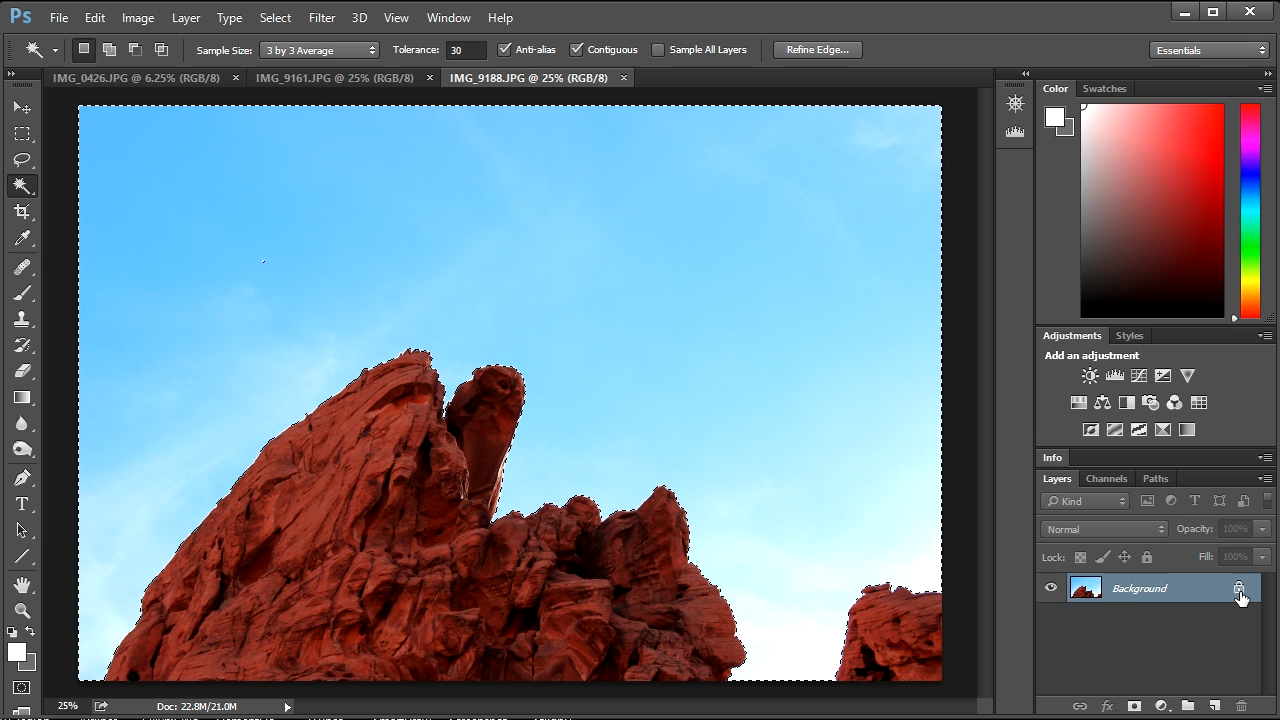 Ps File Edit Image Layer Type Select Filter 3D View Window Help
Sample Size: 3 by 3 Average Tolerance: 30 Anti-alias Contiguous Sample All Layers Refine Edge... Essentials
IMG_0426.JPG @ 6.25% (RGB/8) × IMG_9161.JPG @ 25% (RGB/8) × IMG_9188.JPG @ 25% (RGB/8) ×
Color Swatches
Adjustments Styles
Add an adjustment
Info
Layers Channels Paths
Kind T
Normal Opacity: 100%
Lock: Fill: 100%
Background
T
25% Doc: 22.8M/21.0M
fx